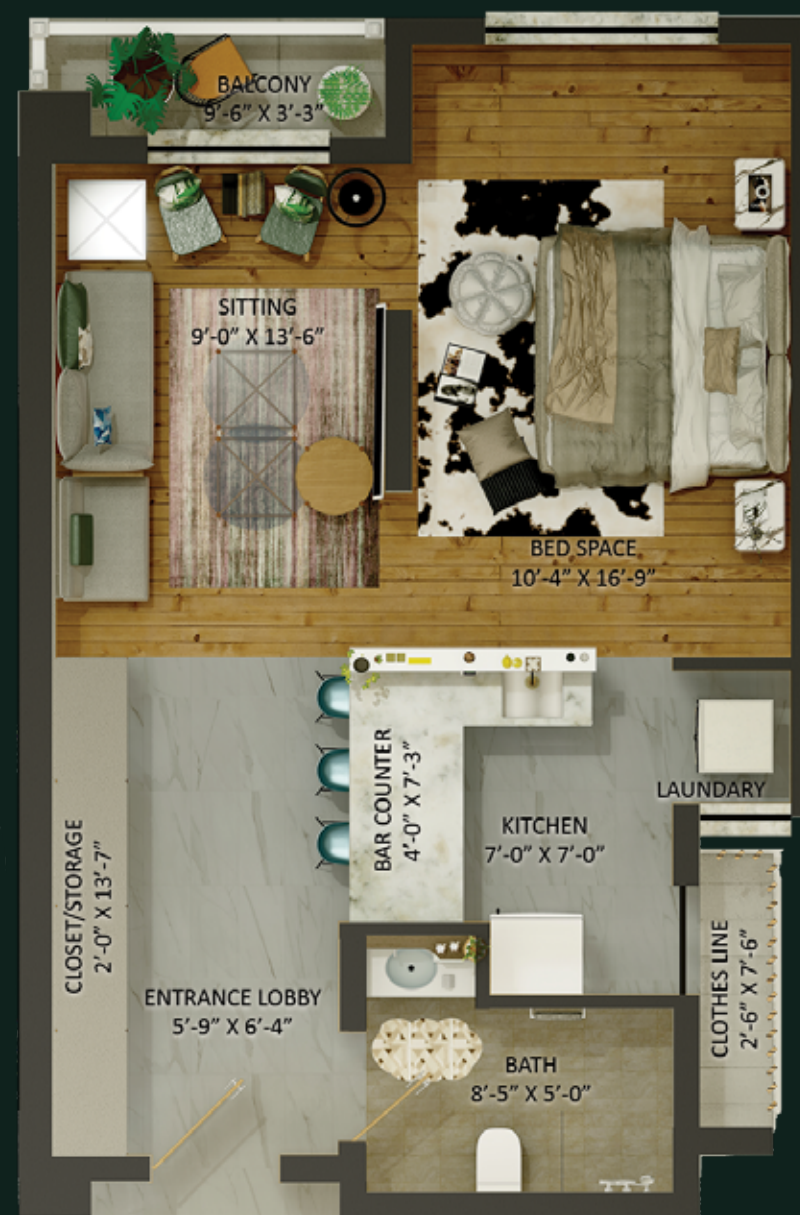 BALCONY
9'-6" X 3'-3"
SITTING
9'-0" X 13'-6"
BED SPACE
10'-4" X 16'-9"
BAR COUNTER
4'-0" X 7'-3"
LAUNDARY
KITCHEN
7'-0" X 7'-0"
CLOSET/STORAGE
2'-0" X 13'-7"
CLOTHES LINE
2'-6" X 7'-6"
ENTRANCE LOBBY
5'-9" X 6'-4"
BATH
8'-5" X 5'-0"